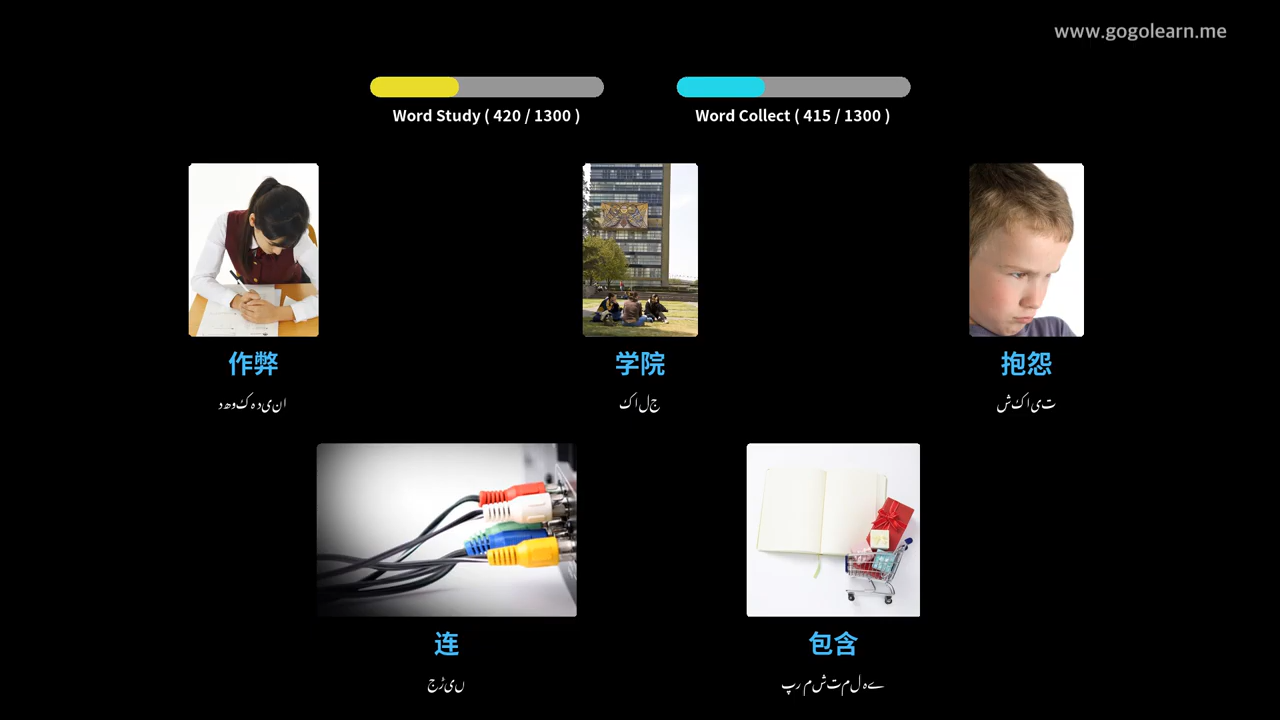 www.gogolearn.me
Word Study ( 420 / 1300 )
Word Collect ( 415 / 1300 )
作弊
دھوکہ دینا
学院
کالج
抱怨
شکایت
连
جڑیں
包含
پر مشتمل ہے